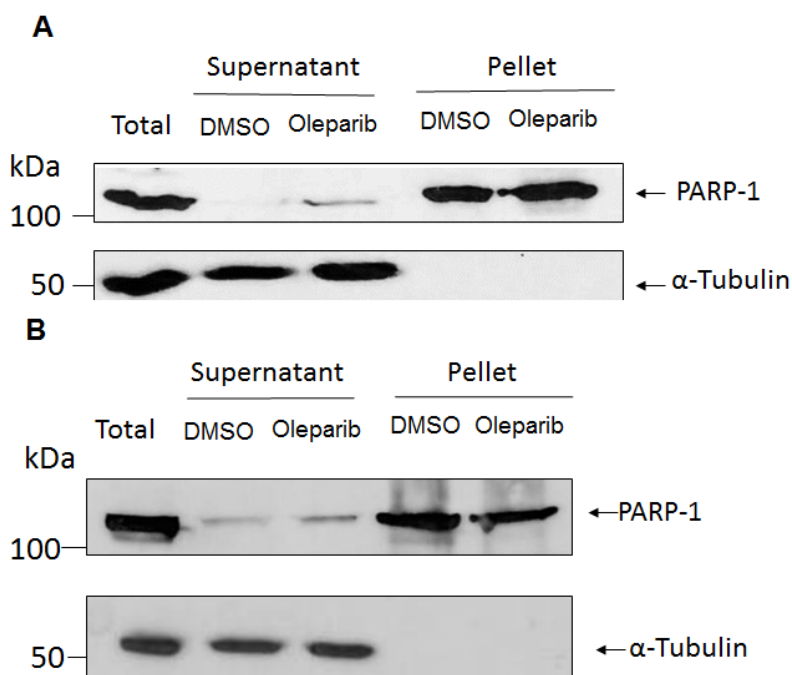 A
Supernatant Pellet
Total DMSO Oleparib DMSO Oleparib
kDa
100 PARP-1
50 α-Tubulin
B
Supernatant Pellet
Total DMSO Oleparib DMSO Oleparib
kDa
100 PARP-1
50 α-Tubulin